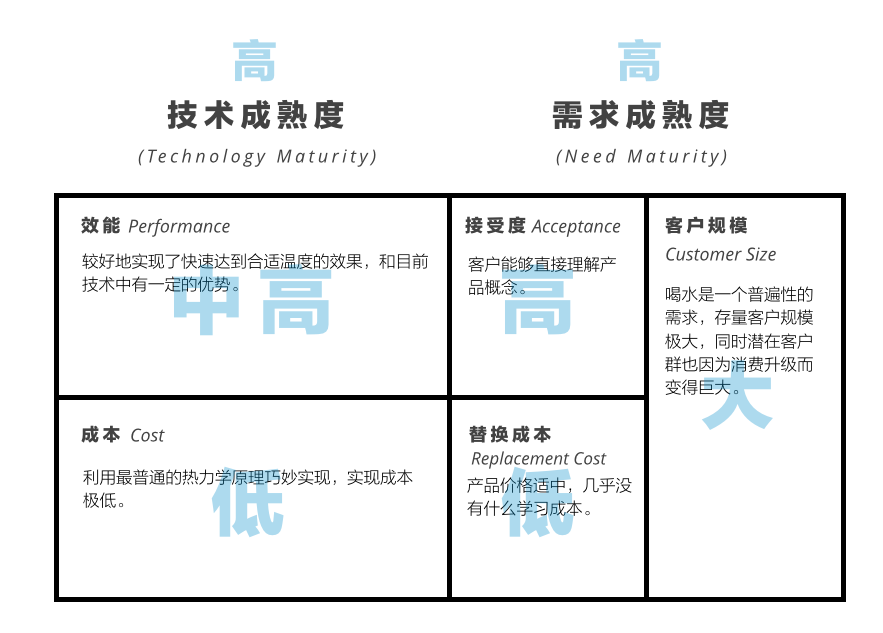 高
技术成熟度
(Technology Maturity)
高
需求成熟度
(Need Maturity)
效能 Performance
较好地实现了快速达到合适温度的效果，和目前
技术中有一定的优势。
中高
接受度 Acceptance
客户能够直接理解产
品概念。
高
客户规模
Customer Size
喝水是一个普遍性的
需求，存量客户规模
极大，同时潜在客户
群也因为消费升级而
变得巨大。
大
成本 Cost
利用最普通的热力学原理巧妙实现，实现成本
极低。
低
替换成本
Replacement Cost
产品价格适中，几乎没
有什么学习成本。
低